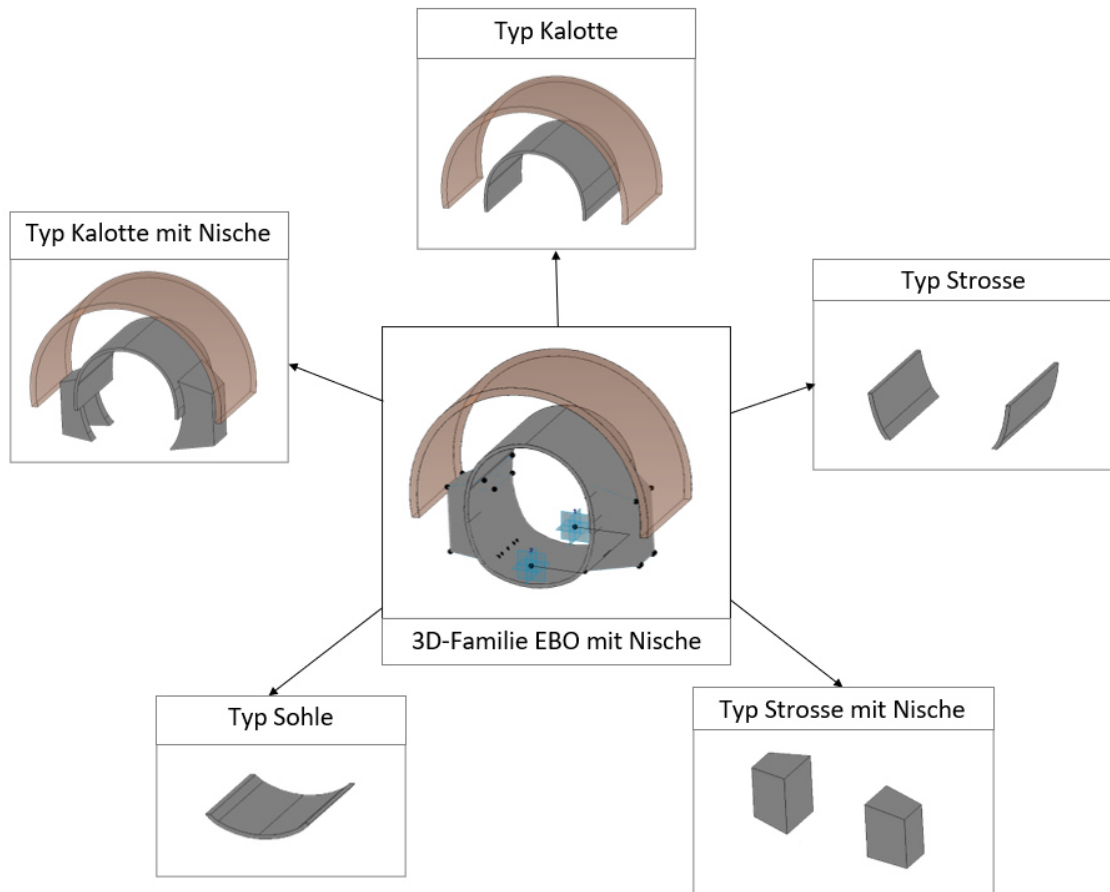 Typ Kalotte
Typ Kalotte mit Nische
Typ Strosse
3D-Familie EBO mit Nische
Typ Sohle
Typ Strosse mit Nische